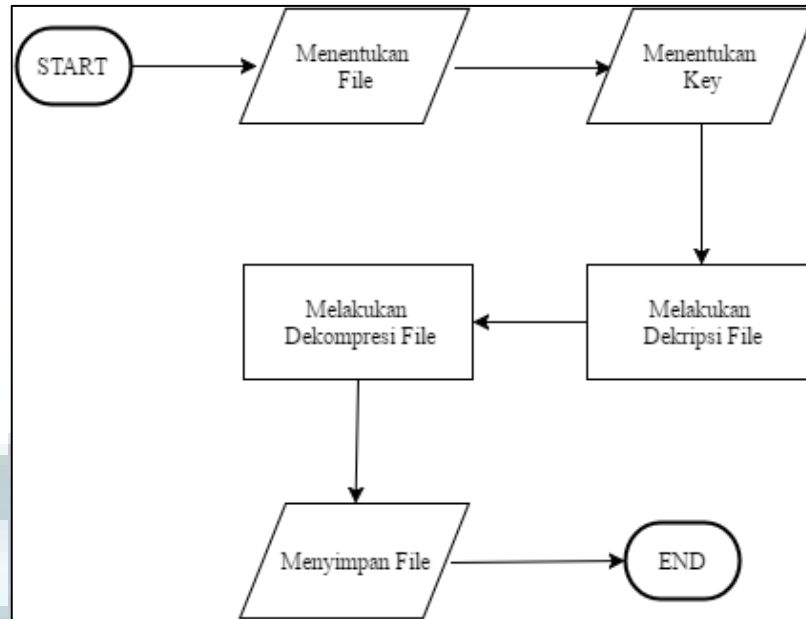 START
Menentukan
File
Menentukan
Key
Melakukan
Dekripsi File
Melakukan
Dekompresi File
Menyimpan File
END